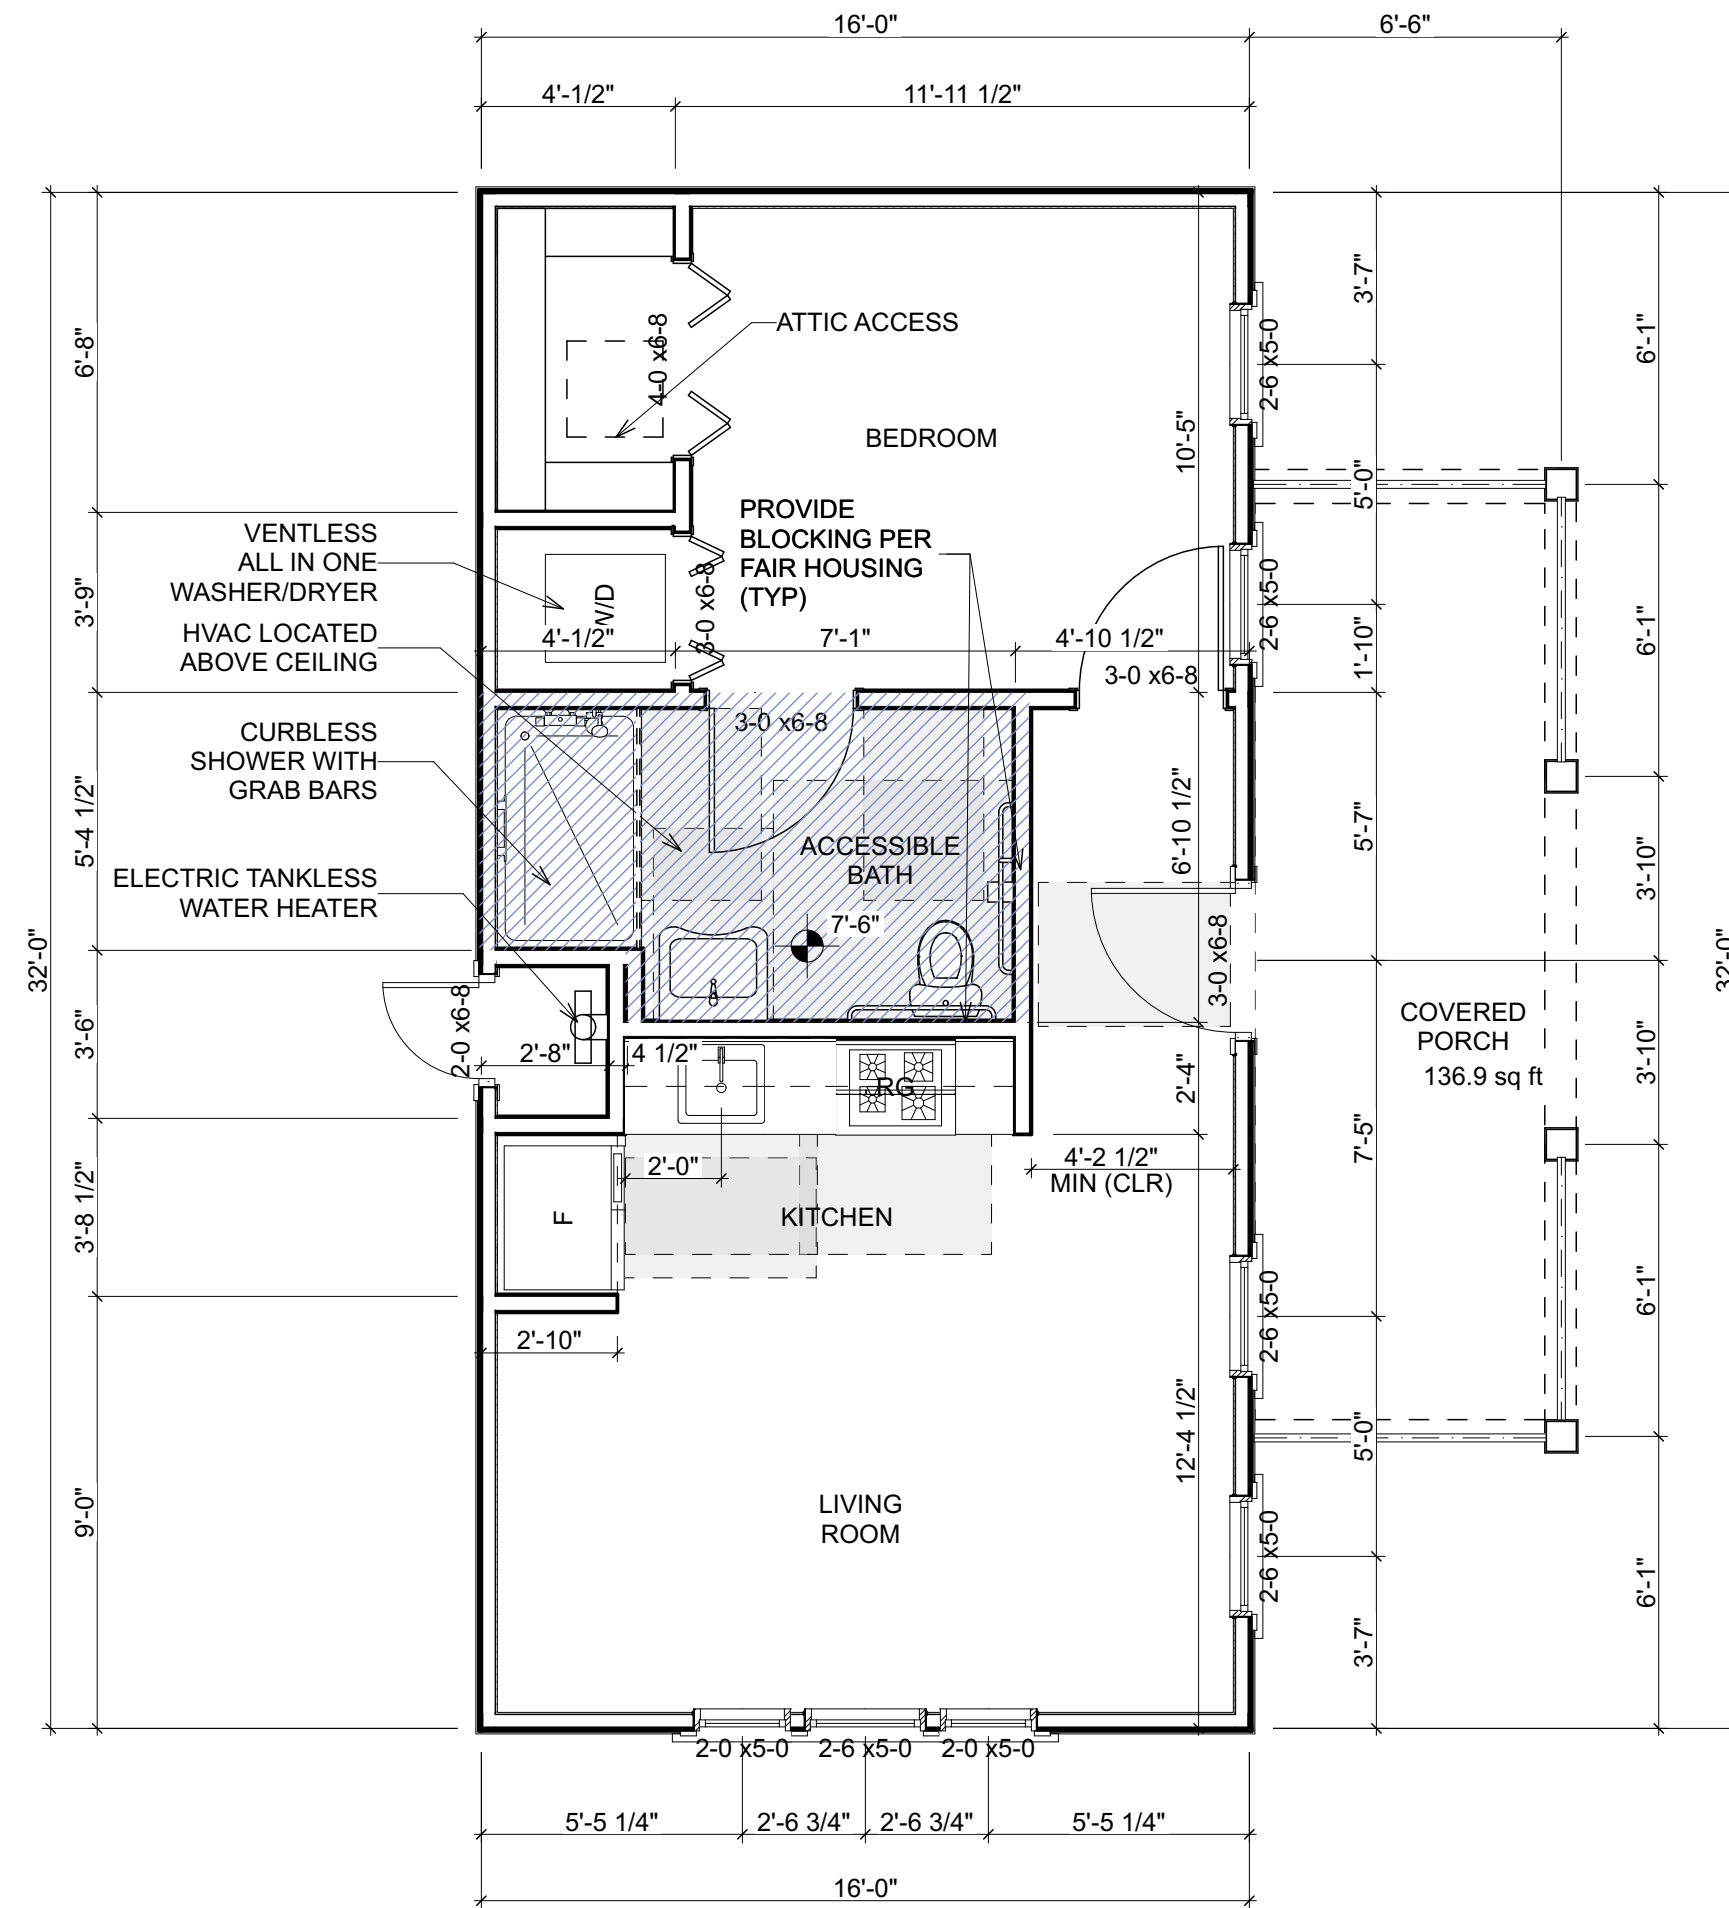 16'-0"
6'-6"
4'-1/2"
11'-11 1/2"
32'-0"
6'-8"
3'-9"
5'-4 1/2"
3'-6"
3'-8 1/2"
9'-0"
ATTIC ACCESS
4-0 x6-8
BEDROOM
PROVIDE
BLOCKING PER
FAIR HOUSING
(TYP)
VENTLESS
ALL IN ONE
WASHER/DRYER
HVAC LOCATED
ABOVE CEILING
CURBLESS
SHOWER WITH
GRAB BARS
ELECTRIC TANKLESS
WATER HEATER
W/D
3-0 x6-8
4'-1/2"
7'-1"
4'-10 1/2"
3-0 x6-8
3-0 x6-8
ACCESSIBLE
BATH
7'-6"
2-0 x6-8
2'-8"
4 1/2"
RG
3-0 x6-8
2'-0"
4'-2 1/2"
MIN (CLR)
F
KITCHEN
2'-10"
LIVING
ROOM
10'-5"
6'-10 1/2"
2'-4"
12'-4 1/2"
2-6 x5-0
2-6 x5-0
2-6 x5-0
2-6 x5-0
3'-7"
5'-0"
1'-10"
5'-7"
7'-5"
5'-0"
3'-7"
COVERED
PORCH
136.9 sq ft
6'-1"
6'-1"
3'-10"
3'-10"
6'-1"
6'-1"
32'-0"
2-0 x5-0
2-6 x5-0
2-0 x5-0
5'-5 1/4"
2'-6 3/4"
2'-6 3/4"
5'-5 1/4"
16'-0"